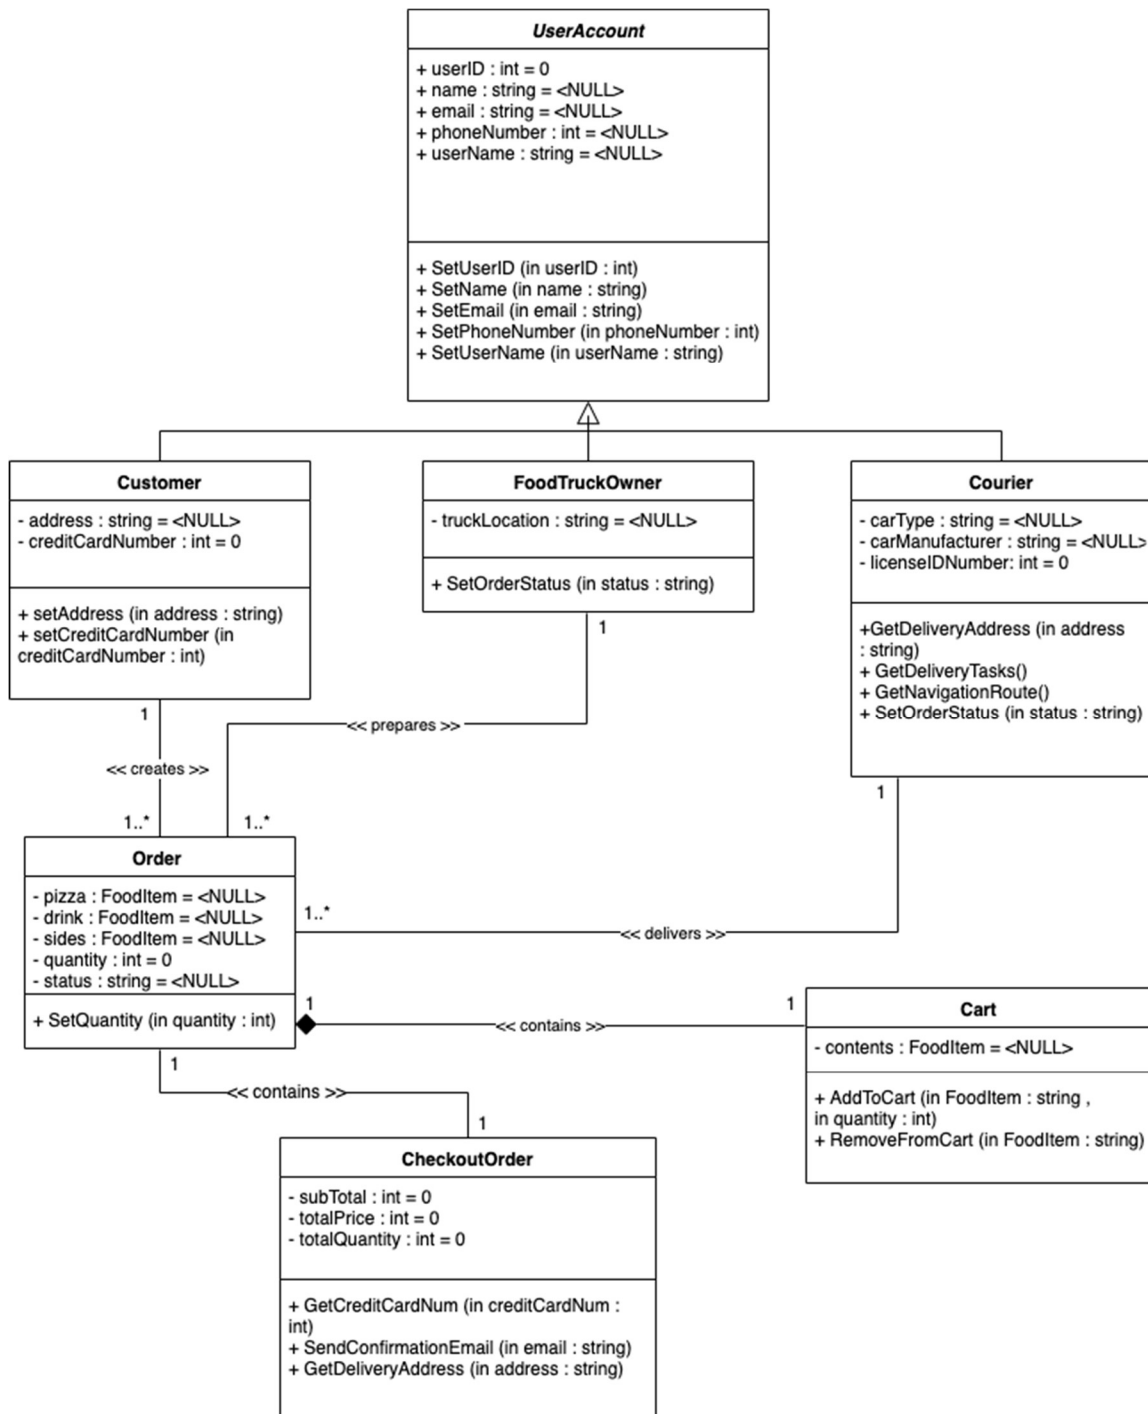 UserAccount
+ userID : int = 0
+ name : string = <NULL>
+ email : string = <NULL>
+ phoneNumber : int = <NULL>
+ userName : string = <NULL>
+ SetUserID (in userID : int)
+ SetName (in name : string)
+ SetEmail (in email : string)
+ SetPhoneNumber (in phoneNumber : int)
+ SetUserName (in userName : string)
Customer
- address : string = <NULL>
- creditCardNumber : int = 0
+ setAddress (in address : string)
+ setCreditCardNumber (in
creditCardNumber : int)
FoodTruckOwner
- truckLocation : string = <NULL>
+ SetOrderStatus (in status : string)
Courier
- carType : string = <NULL>
- carManufacturer : string = <NULL>
- licenseIDNumber: int = 0
+GetDeliveryAddress (in address
: string)
+ GetDeliveryTasks()
+ GetNavigationRoute()
+ SetOrderStatus (in status : string)
1
<< creates >>
1..*
1
<< prepares >>
1..*
1
<< delivers >>
1..*
Order
- pizza : FoodItem = <NULL>
- drink : FoodItem = <NULL>
- sides : FoodItem = <NULL>
- quantity : int = 0
- status : string = <NULL>
+ SetQuantity (in quantity : int)
1
<< contains >>
1
Cart
- contents : FoodItem = <NULL>
+ AddToCart (in FoodItem : string ,
in quantity : int)
+ RemoveFromCart (in FoodItem : string)
1
<< contains >>
1
CheckoutOrder
- subTotal : int = 0
- totalPrice : int = 0
- totalQuantity : int = 0
+ GetCreditCardNum (in creditCardNum :
int)
+ SendConfirmationEmail (in email : string)
+ GetDeliveryAddress (in address : string)